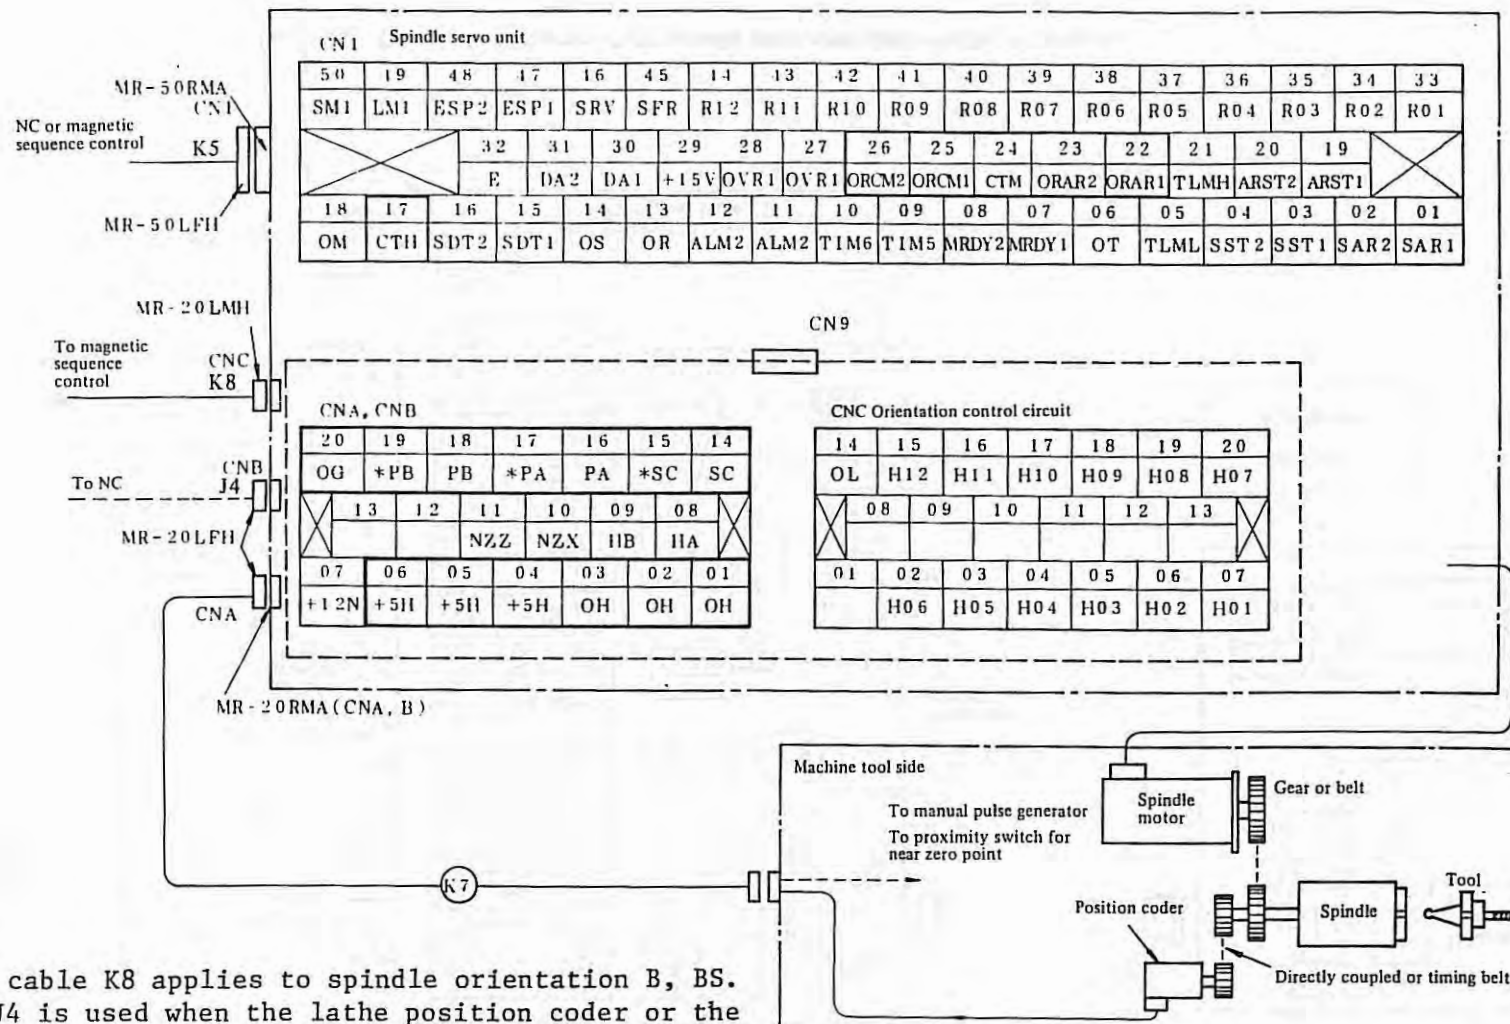 CN1 Spindle servo unit
50 49 48 47 46 45 44 43 42 41 40 39 38 37 36 35 34 33
SM1 LM1 ESP2 ESP1 SRV SFR R12 R11 R10 R09 R08 R07 R06 R05 R04 R03 R02 R01
32 31 30 29 28 27 26 25 24 23 22 21 20 19
E DA2 DA1 +15V OVR1 OVR1 ORCM2 ORCM1 CTM ORAR2 ORAR1 TLMH ARST2 ARST1
18 17 16 15 14 13 12 11 10 09 08 07 06 05 04 03 02 01
OM CTH SDT2 SDT1 OS OR ALM2 ALM2 TIM6 TIM5 MRDY2 MRDY1 OT TLML SST2 SST1 SAR2 SAR1
MR-50RMA
CN1
NC or magnetic
sequence control
K5
MR-50LFH
MR-20LMH
To magnetic
sequence
control
CNC
K8
CN9
CNA, CNB
20 19 18 17 16 15 14
OG *PB PB *PA PA *SC SC
13 12 11 10 09 08
NZZ NZX HB HA
07 06 05 04 03 02 01
+12N +5H +5H +5H OH OH OH
CNC Orientation control circuit
14 15 16 17 18 19 20
OL H12 H11 H10 H09 H08 H07
08 09 10 11 12 13
01 02 03 04 05 06 07
H06 H05 H04 H03 H02 H01
CNB
To NC
J4
MR-20LFH
CNA
MR-20RMA(CNA, B)
K7
Machine tool side
To manual pulse generator
To proximity switch for
near zero point
Spindle
motor
Gear or belt
Position coder
Spindle
Tool
Directly coupled or timing belt
cable K8 applies to spindle orientation B, BS.
J4 is used when the lathe position coder or the